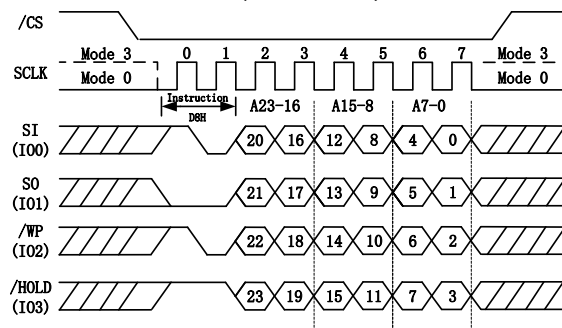 /CS
Mode 3 0 1 2 3 4 5 6 7 Mode 3
SCLK
Mode 0 Mode 0
Instruction A23-16 A15-8 A7-0
D8H
SI
(IO0) 20 16 12 8 4 0
SO
(IO1) 21 17 13 9 5 1
/WP
(IO2) 22 18 14 10 6 2
/HOLD
(IO3) 23 19 15 11 7 3